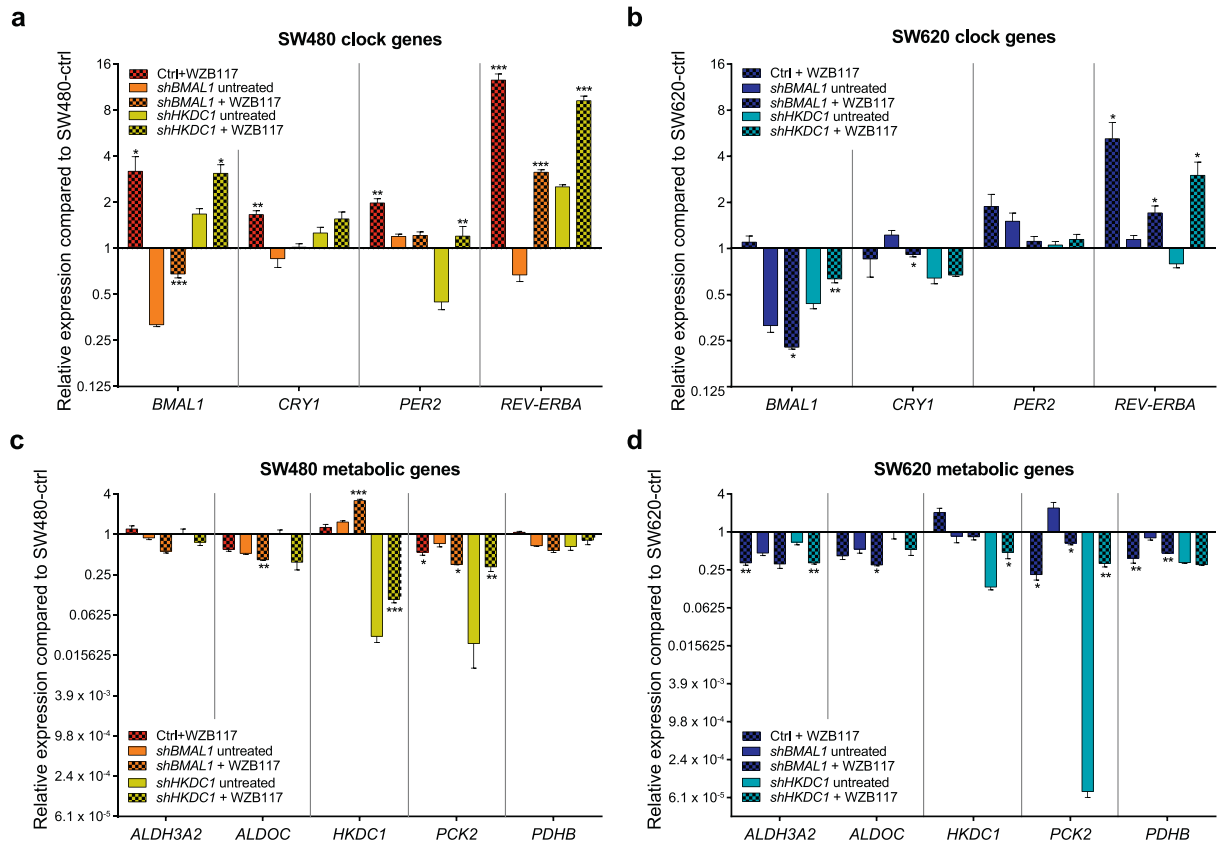 a
SW480 clock genes
Relative expression compared to SW480-ctrl
16
8
4
2
1
0.5
0.25
0.125
Ctrl+WZB117
shBMAL1 untreated
shBMAL1 + WZB117
shHKDC1 untreated
shHKDC1 + WZB117
*
***
*
**
**
**
***
***
***
BMAL1
CRY1
PER2
REV-ERBA
b
SW620 clock genes
Relative expression compared to SW620-ctrl
16
8
4
2
1
0.5
0.25
0.125
Ctrl + WZB117
shBMAL1 untreated
shBMAL1 + WZB117
shHKDC1 untreated
shHKDC1 + WZB117
*
**
*
*
*
*
BMAL1
CRY1
PER2
REV-ERBA
c
SW480 metabolic genes
Relative expression compared to SW480-ctrl
4
1
0.25
0.0625
0.015625
3.9 x 10⁻³
9.8 x 10⁻⁴
2.4 x 10⁻⁴
6.1 x 10⁻⁵
**
***
***
*
*
**
Ctrl+WZB117
shBMAL1 untreated
shBMAL1 + WZB117
shHKDC1 untreated
shHKDC1 + WZB117
ALDH3A2
ALDOC
HKDC1
PCK2
PDHB
d
SW620 metabolic genes
Relative expression compared to SW620-ctrl
4
1
0.25
0.0625
0.015625
3.9 x 10⁻³
9.8 x 10⁻⁴
2.4 x 10⁻⁴
6.1 x 10⁻⁵
**
**
*
*
*
*
**
**
**
Ctrl + WZB117
shBMAL1 untreated
shBMAL1 + WZB117
shHKDC1 untreated
shHKDC1 + WZB117
ALDH3A2
ALDOC
HKDC1
PCK2
PDHB